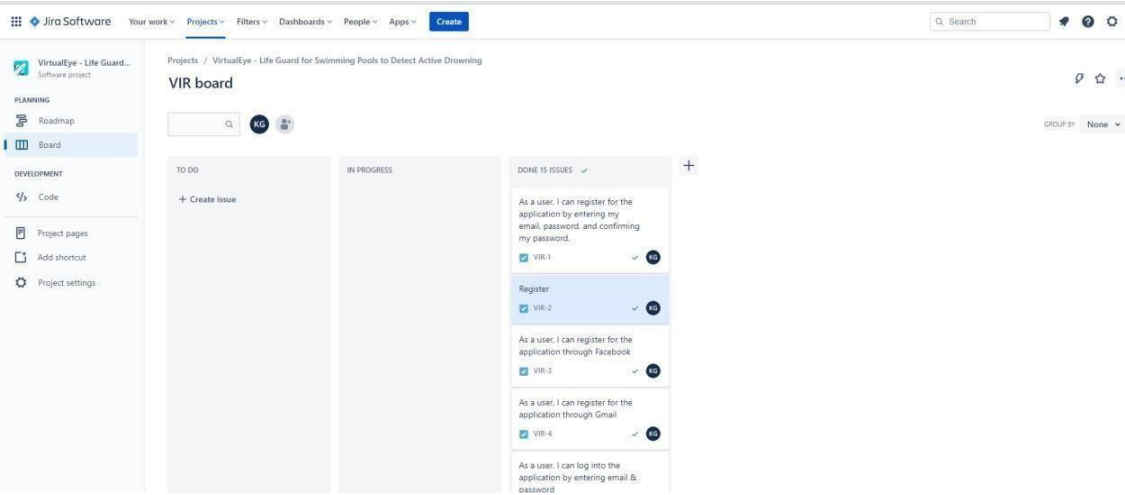 Jira Software Your work Projects Filters Dashboards People Apps Create Search
VirtualEye - Life Guard...
Software project
PLANNING
Roadmap
Board
DEVELOPMENT
Code
Project pages
Add shortcut
Project settings
Projects / VirtualEye - Life Guard for Swimming Pools to Detect Active Drowning
VIR board
KG
GROUP BY None
TO DO
+ Create issue
IN PROGRESS
DONE 15 ISSUES
As a user, I can register for the
application by entering my
email, password, and confirming
my password.
VIR-1 KG
Register
VIR-2 KG
As a user, I can register for the
application through Facebook
VIR-3 KG
As a user, I can register for the
application through Gmail
VIR-4 KG
As a user, I can log into the
application by entering email &
password